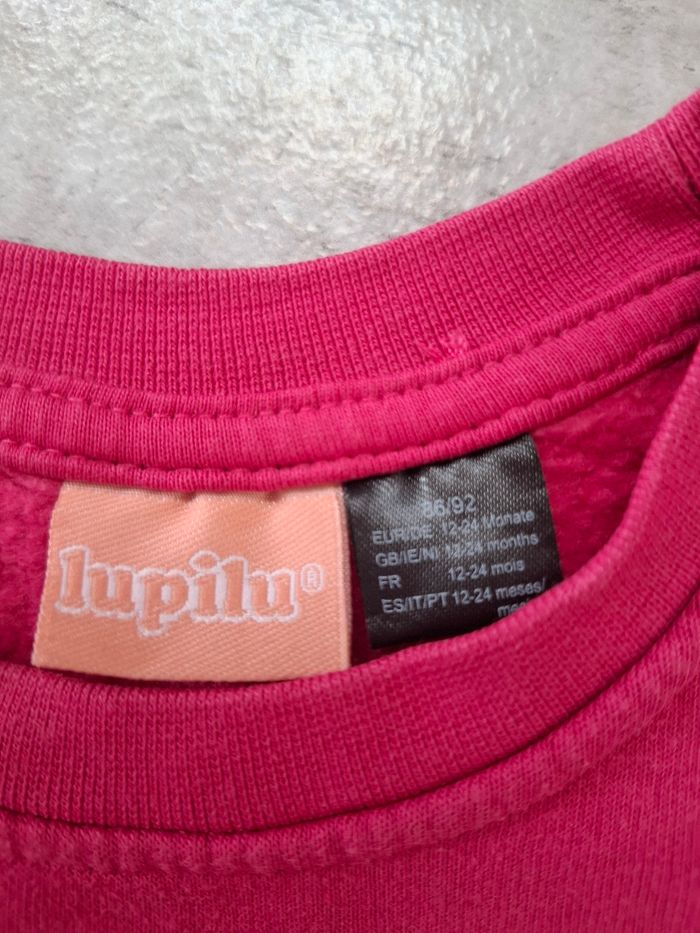 lupilu®
86/92
EUR/DE 12-24 Monate
GB/IE/NI 12-24 months
FR 12-24 mois
ES/IT/PT 12-24 meses/